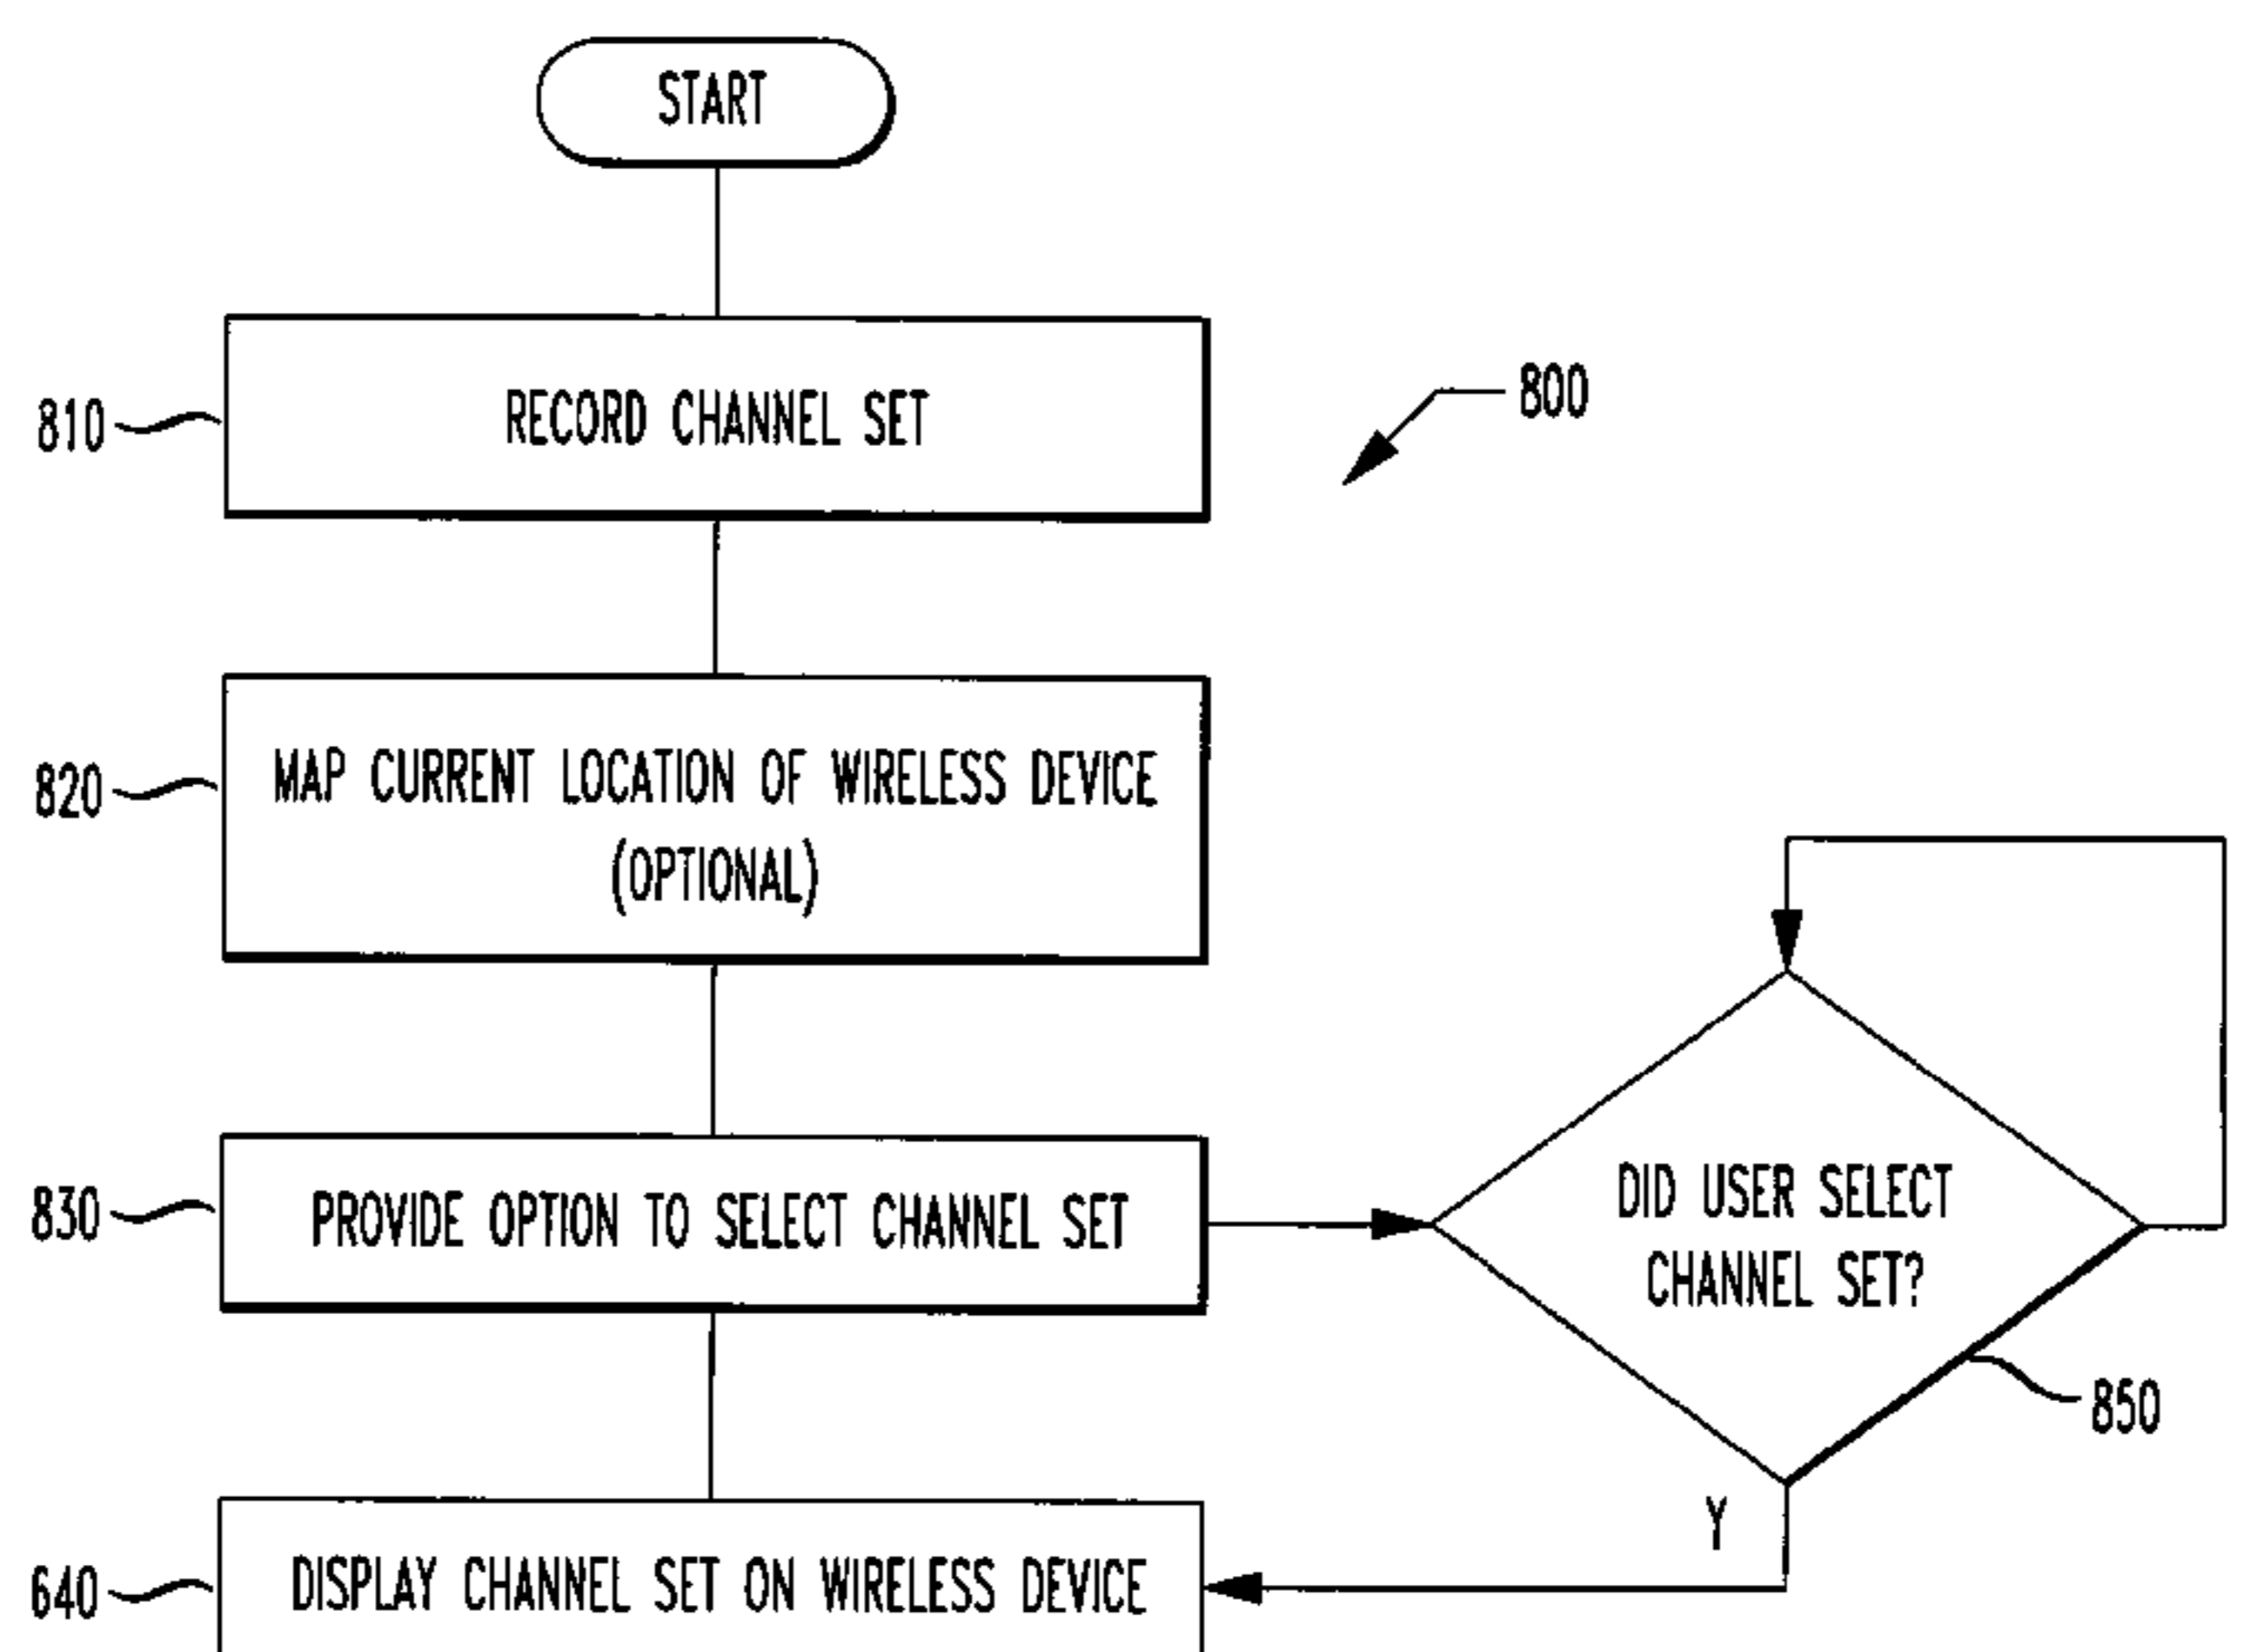 START
810
RECORD CHANNEL SET
800
820
MAP CURRENT LOCATION OF WIRELESS DEVICE
(OPTIONAL)
830
PROVIDE OPTION TO SELECT CHANNEL SET
DID USER SELECT
CHANNEL SET?
850
Y
640
DISPLAY CHANNEL SET ON WIRELESS DEVICE